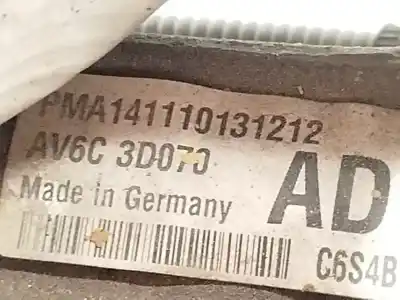 PMA141110131212
AV6C 3D070
AD
Made in Germany
C6S4B